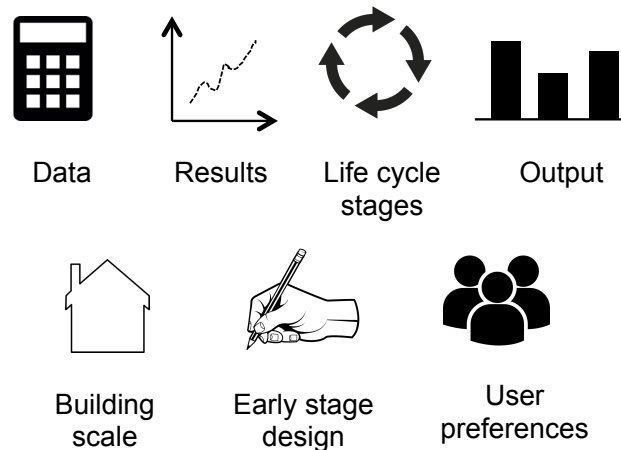 Data
Results
Life cycle
stages
Output
Building
scale
Early stage
design
User
preferences